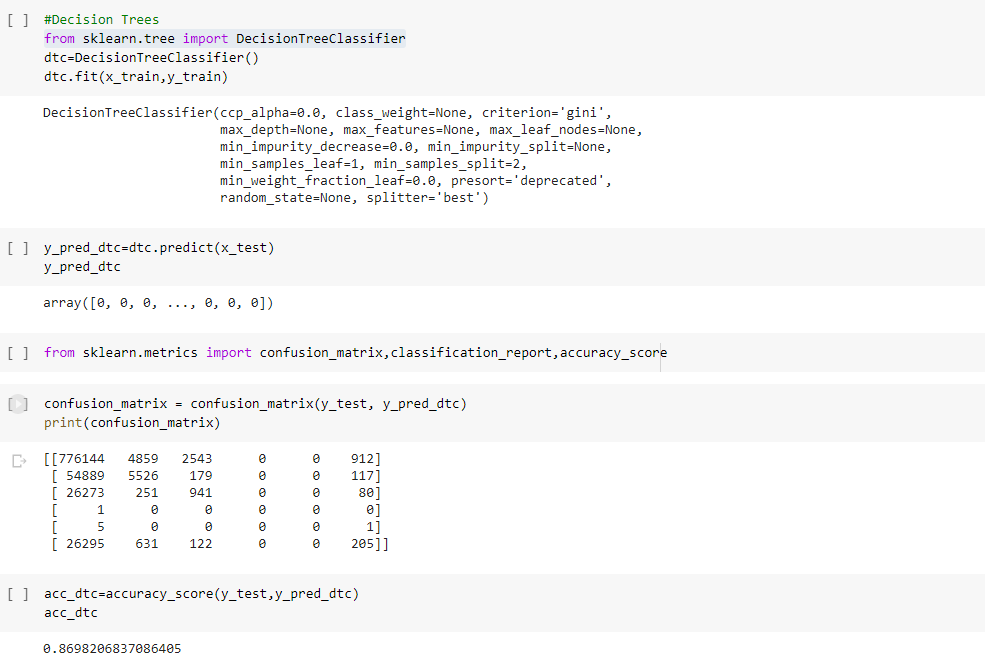 [ ] #Decision Trees
from sklearn.tree import DecisionTreeClassifier
dtc=DecisionTreeClassifier()
dtc.fit(x_train,y_train)
DecisionTreeClassifier(ccp_alpha=0.0, class_weight=None, criterion='gini',
max_depth=None, max_features=None, max_leaf_nodes=None,
min_impurity_decrease=0.0, min_impurity_split=None,
min_samples_leaf=1, min_samples_split=2,
min_weight_fraction_leaf=0.0, presort='deprecated',
random_state=None, splitter='best')
[ ] y_pred_dtc=dtc.predict(x_test)
y_pred_dtc
array([0, 0, 0, ..., 0, 0, 0])
[ ] from sklearn.metrics import confusion_matrix,classification_report,accuracy_score
[ ] confusion_matrix = confusion_matrix(y_test, y_pred_dtc)
print(confusion_matrix)
[[776144 4859 2543 0 0 912]
[ 54889 5526 179 0 0 117]
[ 26273 251 941 0 0 80]
[ 1 0 0 0 0 0]
[ 5 0 0 0 0 1]
[ 26295 631 122 0 0 205]]
[ ] acc_dtc=accuracy_score(y_test,y_pred_dtc)
acc_dtc
0.8698206837086405